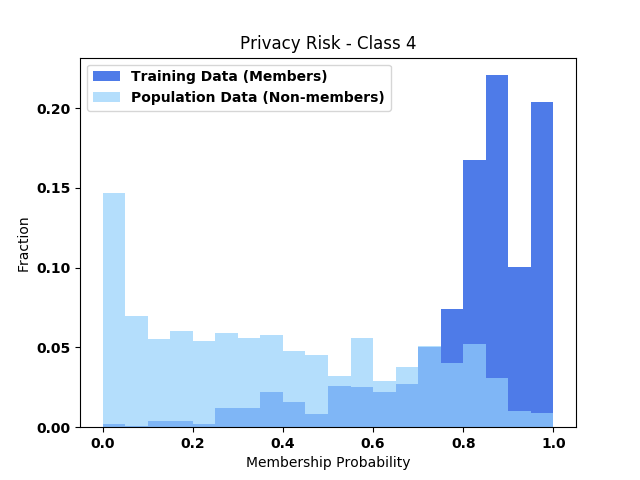 Privacy Risk - Class 4
Training Data (Members)
Population Data (Non-members)
Fraction
0.20
0.15
0.10
0.05
0.00
0.0 0.2 0.4 0.6 0.8 1.0
Membership Probability